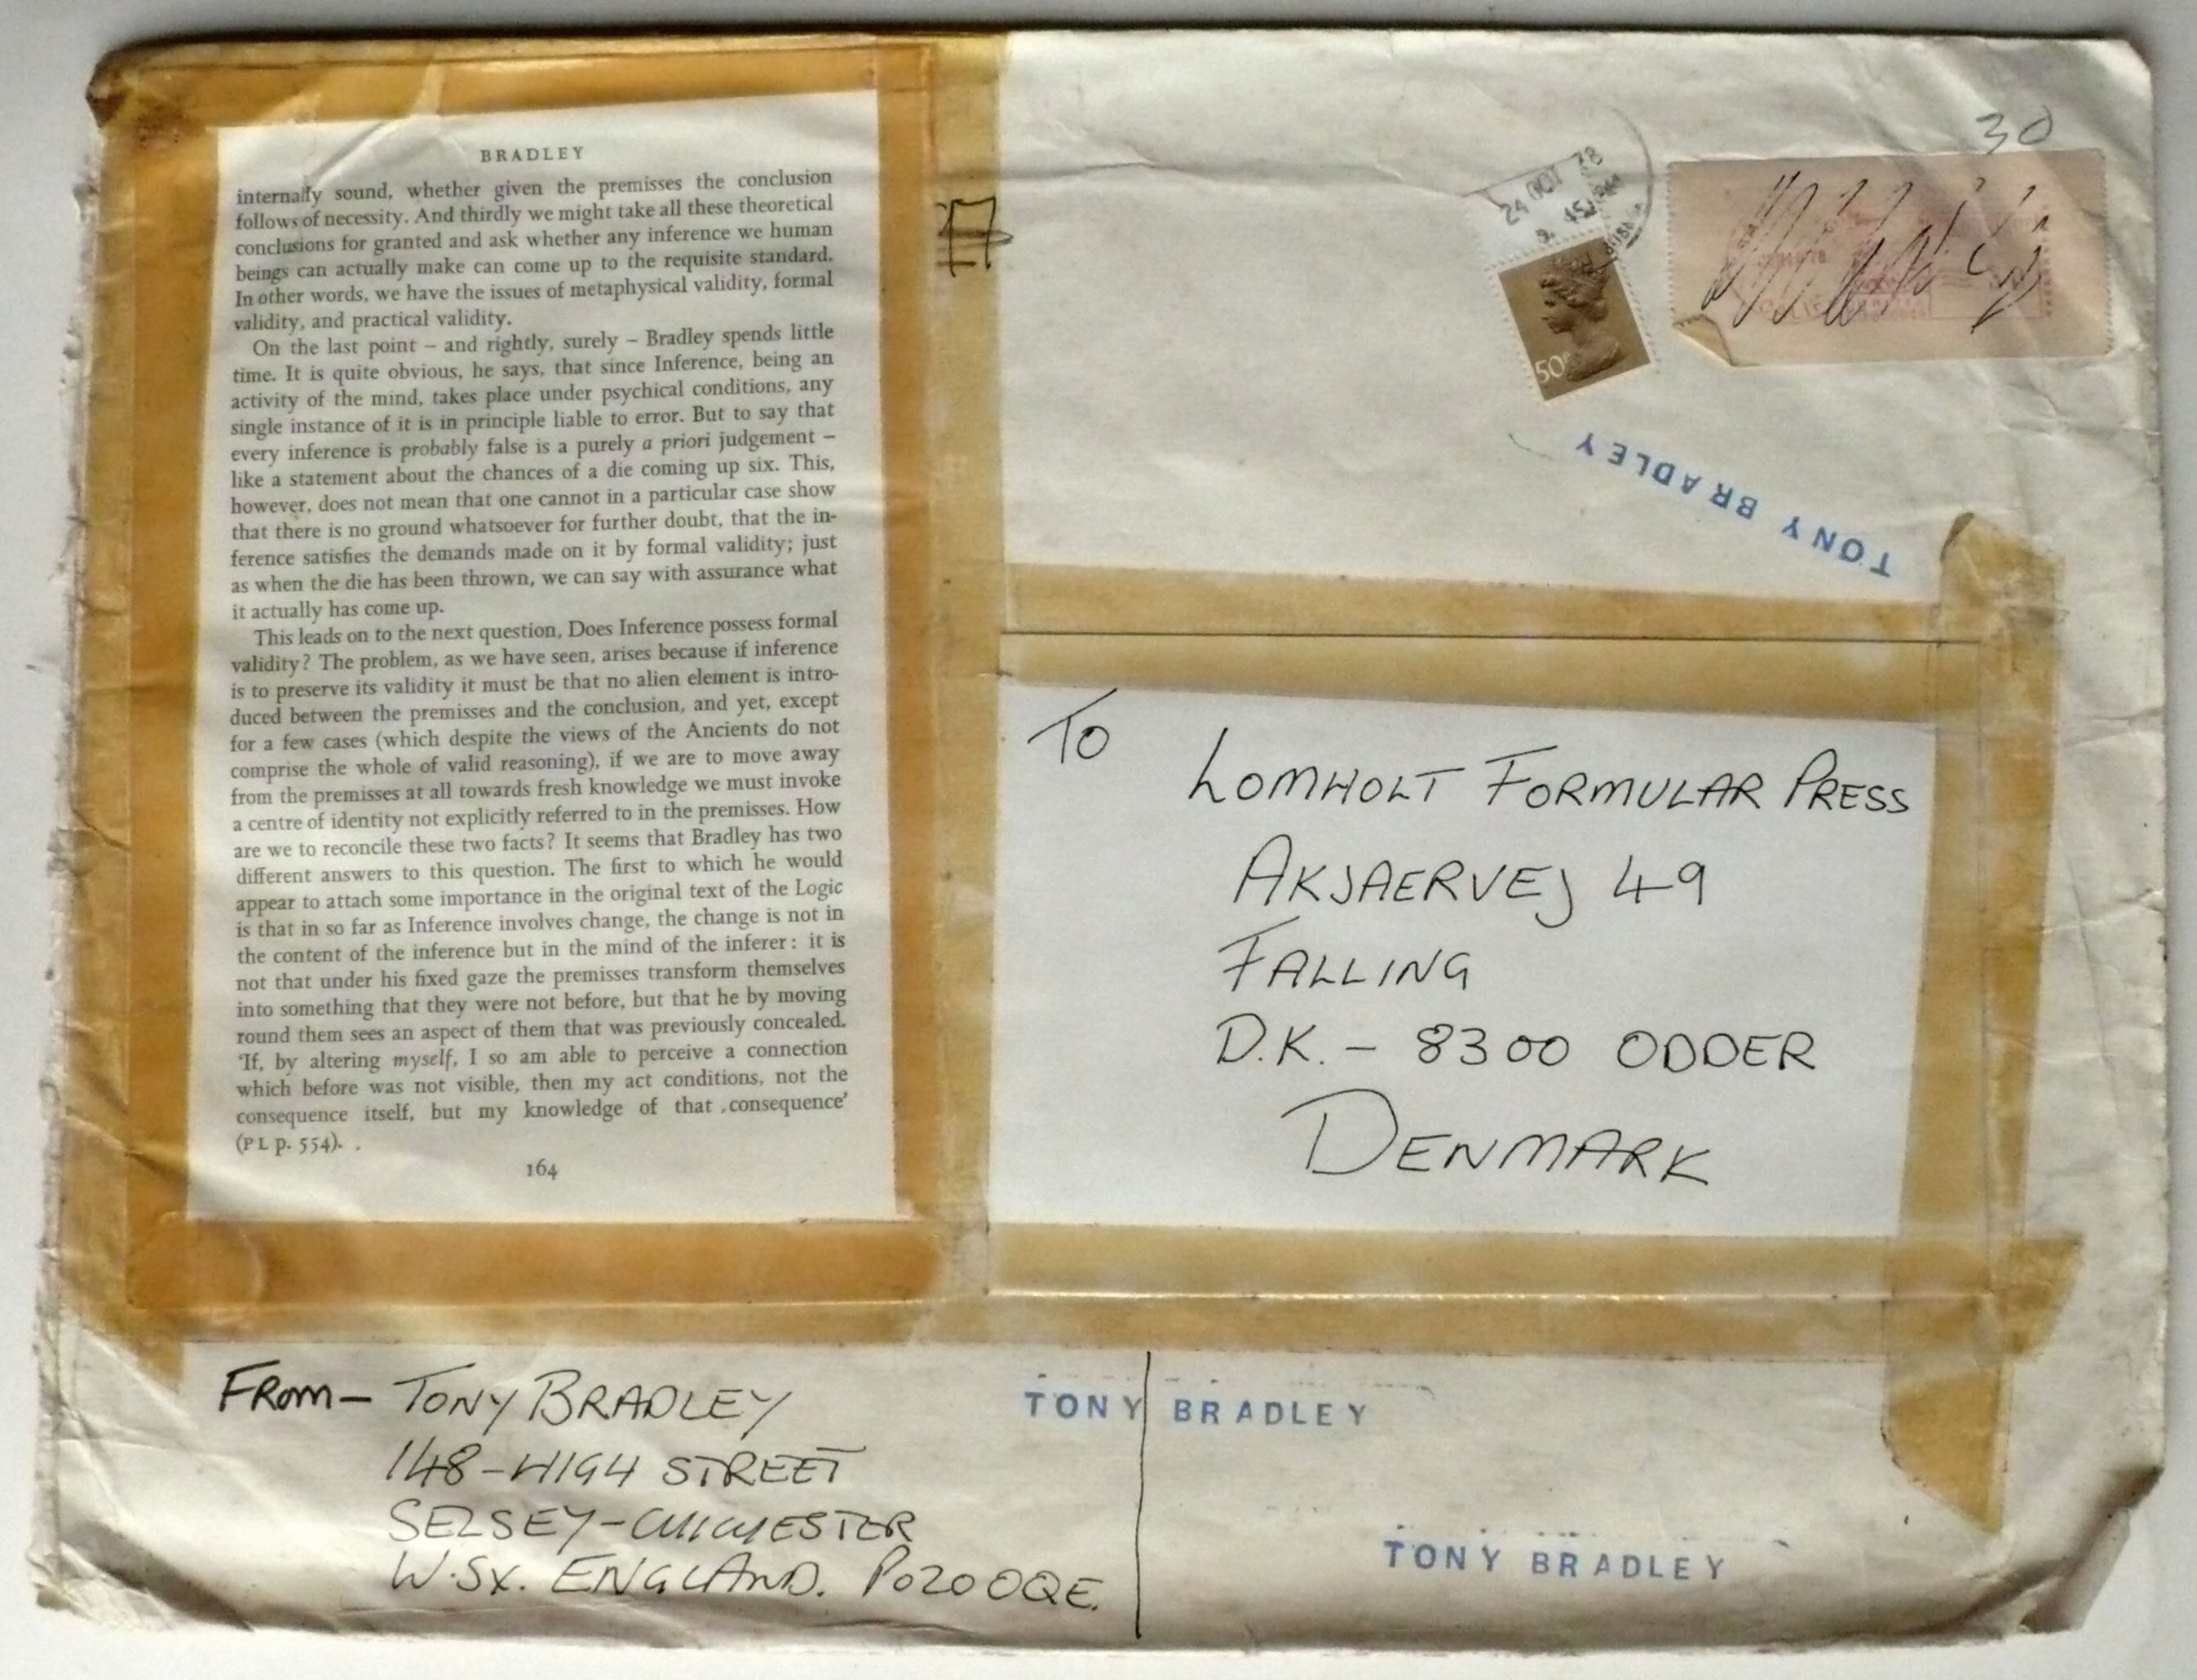 BRADLEY
internally sound, whether given the premisses the conclusion
follows of necessity. And thirdly we might take all these theoretical
conclusions for granted and ask whether any inference we human
beings can actually make can come up to the requisite standard.
In other words, we have the issues of metaphysical validity, formal
validity, and practical validity.
On the last point – and rightly, surely – Bradley spends little
time. It is quite obvious, he says, that since Inference, being an
activity of the mind, takes place under psychical conditions, any
single instance of it is in principle liable to error. But to say that
every inference is probably false is a purely a priori judgement –
like a statement about the chances of a die coming up six. This,
however, does not mean that one cannot in a particular case show
that there is no ground whatsoever for further doubt, that the in-
ference satisfies the demands made on it by formal validity; just
as when the die has been thrown, we can say with assurance what
it actually has come up.
This leads on to the next question, Does Inference possess formal
validity? The problem, as we have seen, arises because if inference
is to preserve its validity it must be that no alien element is intro-
duced between the premisses and the conclusion, and yet, except
for a few cases (which despite the views of the Ancients do not
comprise the whole of valid reasoning), if we are to move away
from the premisses at all towards fresh knowledge we must invoke
a centre of identity not explicitly referred to in the premisses. How
are we to reconcile these two facts? It seems that Bradley has two
different answers to this question. The first to which he would
appear to attach some importance in the original text of the Logic
is that in so far as Inference involves change, the change is not in
the content of the inference but in the mind of the inferer: it is
not that under his fixed gaze the premisses transform themselves
into something that they were not before, but that he by moving
round them sees an aspect of them that was previously concealed.
'If, by altering myself, I so am able to perceive a connection
which before was not visible, then my act conditions, not the
consequence itself, but my knowledge of that consequence'
(PL p. 554).
164
30
24 OCT 78
50P
TONY BRADLEY
To
LOMHOLT FORMULAR PRESS
AKJAERVEJ 49
FALLING
D.K. – 8300 ODDER
DENMARK
FROM – TONY BRADLEY
148 – HIGH STREET
SELSEY – CHICHESTER
W.SX. ENGLAND. PO20 0QE.
TONY BRADLEY
TONY BRADLEY